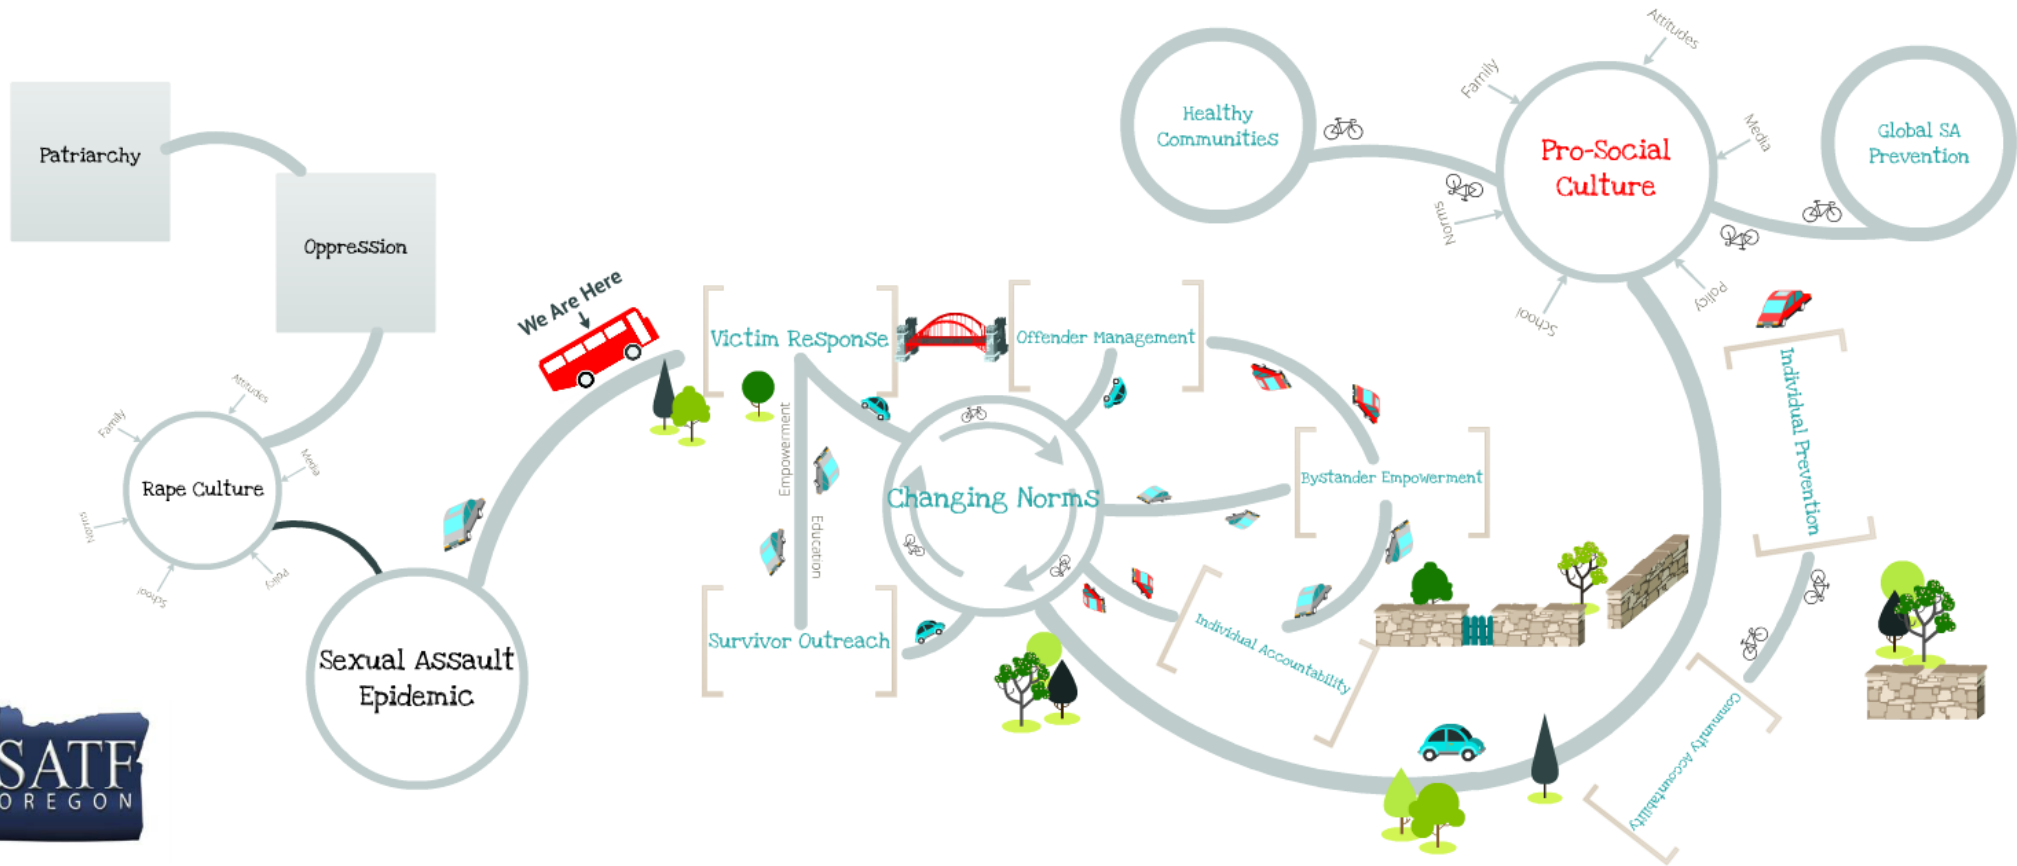 Patriarchy
Oppression
Attitudes
Family
Media
Rape Culture
Norms
Policy
School
Sexual Assault
Epidemic
SATF
OREGON
We Are Here
Victim Response
Empowerment
Education
Survivor Outreach
Offender Management
Changing Norms
Bystander Empowerment
Individual Accountability
Healthy
Communities
Attitudes
Family
Media
Pro-Social
Culture
Norms
Policy
School
Global SA
Prevention
Individual Prevention
Community Accountability